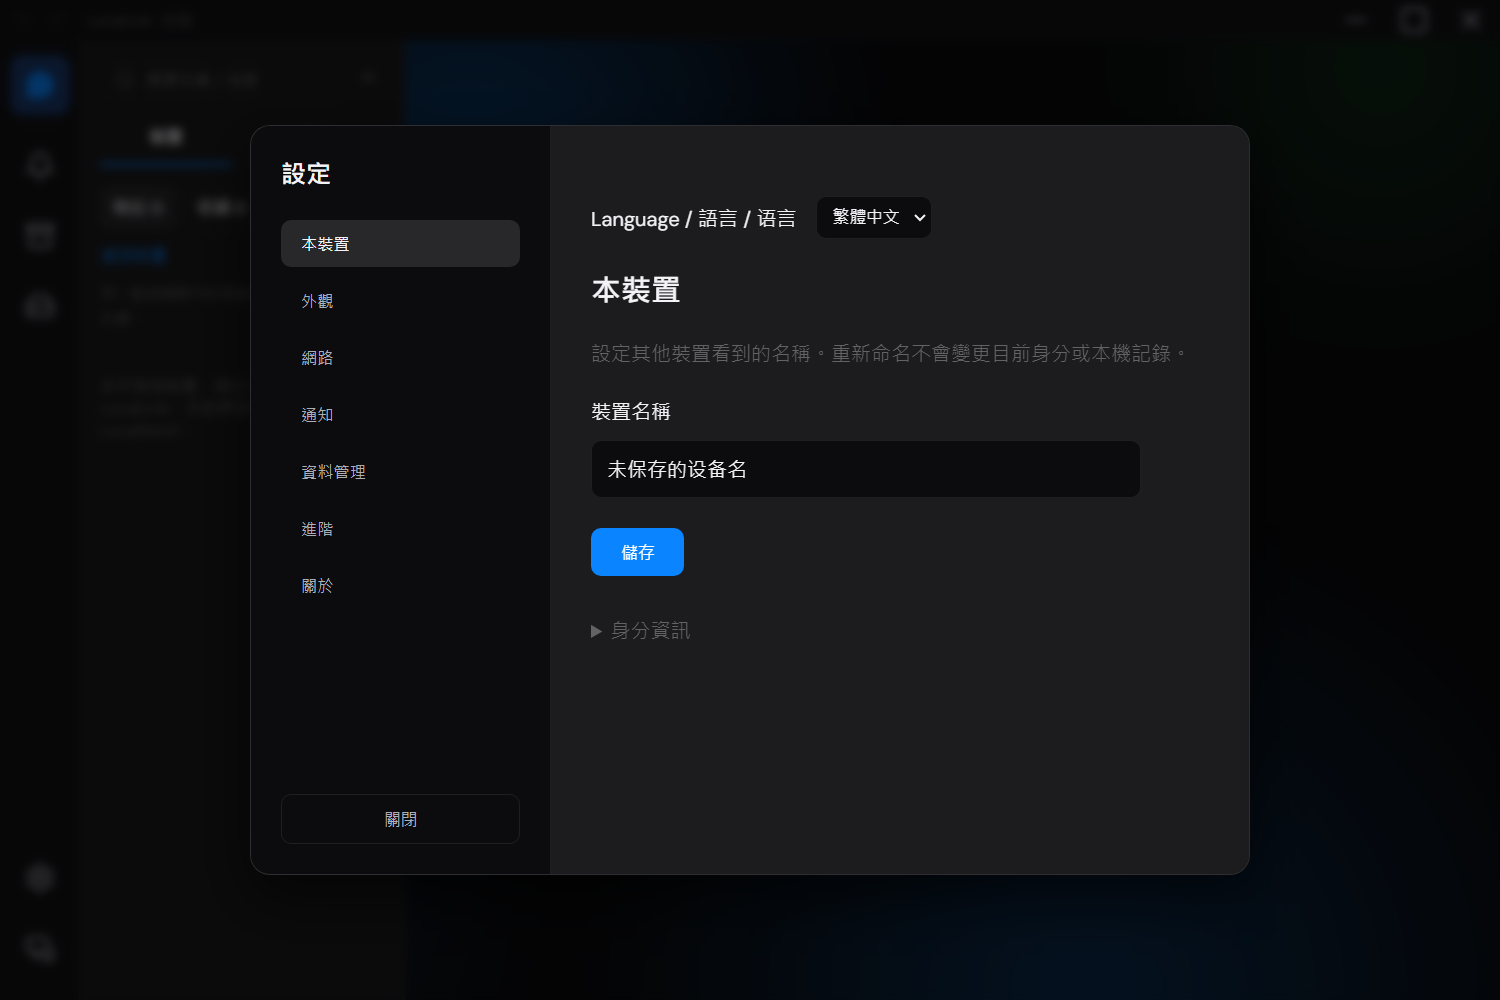 設定
本裝置
外觀
網路
通知
資料管理
進階
關於
關閉
Language / 語言 / 语言
繁體中文
本裝置
設定其他裝置看到的名稱。重新命名不會變更目前身分或本機記錄。
裝置名稱
未保存的设备名
儲存
身分資訊